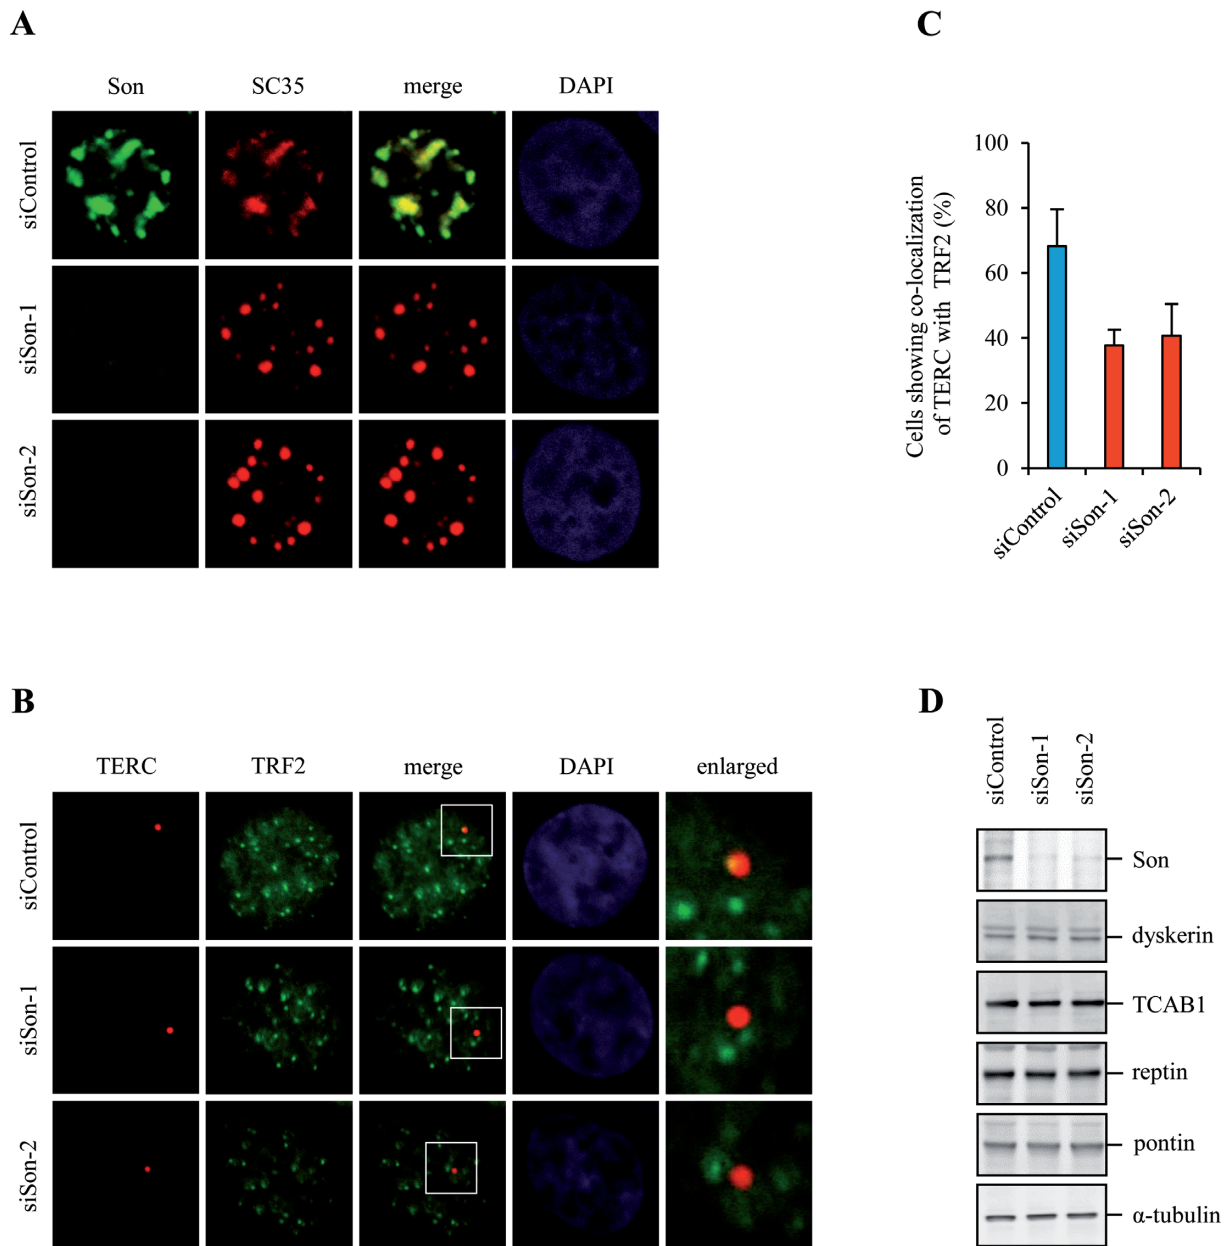 A
Son SC35 merge DAPI
siControl
siSon-1
siSon-2
C
100
80
60
40
20
0
Cells showing co-localization
of TERC with TRF2 (%)
siControl
siSon-1
siSon-2
B
TERC TRF2 merge DAPI enlarged
siControl
siSon-1
siSon-2
D
siControl
siSon-1
siSon-2
Son
dyskerin
TCAB1
reptin
pontin
α-tubulin